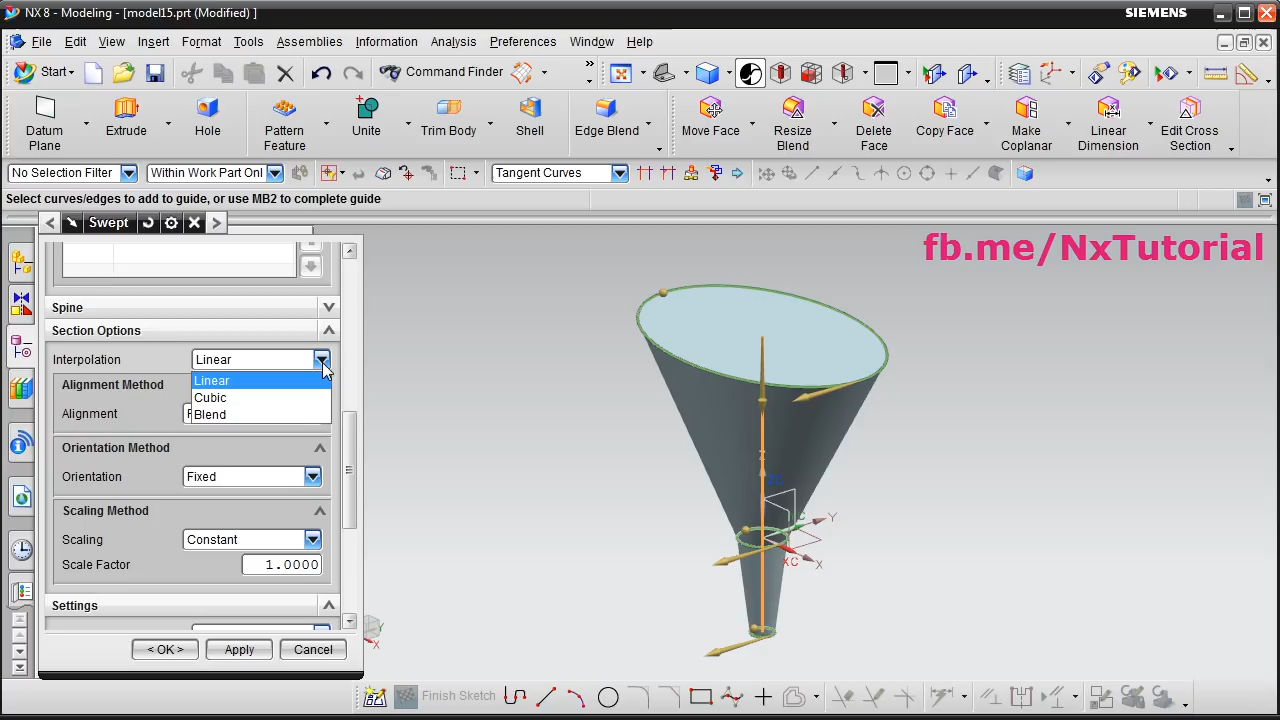 NX 8 - Modeling - [model15.prt (Modified) ]
SIEMENS
File Edit View Insert Format Tools Assemblies Information Analysis Preferences Window Help
Start Command Finder
Datum Plane
Extrude
Hole
Pattern Feature
Unite
Trim Body
Shell
Edge Blend
Move Face
Resize Blend
Delete Face
Copy Face
Make Coplanar
Linear Dimension
Edit Cross Section
No Selection Filter Within Work Part Onl Tangent Curves
Select curves/edges to add to guide, or use MB2 to complete guide
Swept
fb.me/NxTutorial
Spine
Section Options
Interpolation Linear
Linear
Cubic
Blend
Alignment Method
Alignment
Orientation Method
Orientation Fixed
Scaling Method
Scaling Constant
Scale Factor 1.0000
Settings
< OK > Apply Cancel
Y
XC
X
X
Finish Sketch